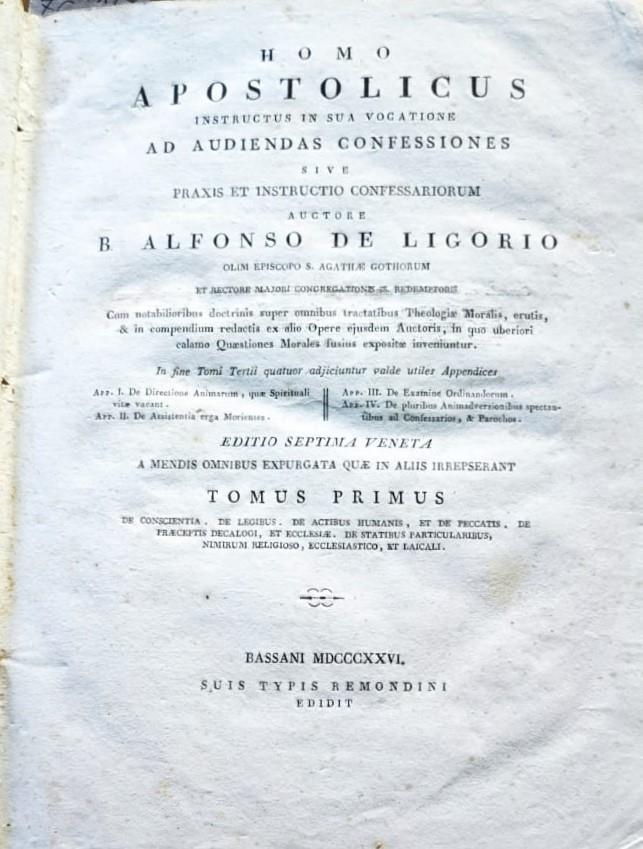 HOMO
APOSTOLICUS
INSTRUCTUS IN SUA VOCATIONE
AD AUDIENDAS CONFESSIONES
SIVE
PRAXIS ET INSTRUCTIO CONFESSARIORUM
AUCTORE
B. ALFONSO DE LIGORIO
OLIM EPISCOPO S. AGATHÆ GOTHORUM
ET RECTORE MAJORI CONGREGATIONIS SS. REDEMPTORIS
Cum notabilioribus doctrinis super omnibus tractatibus Theologiæ Moralis, erutis,
& in compendium redactis ex alio Opere ejusdem Auctoris, in quo uberiori
calamo Quæstiones Morales fusius expositæ inveniuntur.
In fine Tomi Tertii quatuor adjiciuntur valde utiles Appendices
App. I. De Directione Animarum, quæ Spirituali
vitæ vacant.
App. II. De Assistentia erga Morientes.
App. III. De Examine Ordinandorum.
App. IV. De pluribus Animadversionibus spectan-
tibus ad Confessarios, & Parochos.
EDITIO SEPTIMA VENETA
A MENDIS OMNIBUS EXPURGATA QUÆ IN ALIIS IRREPSERANT
TOMUS PRIMUS
DE CONSCIENTIA. DE LEGIBUS. DE ACTIBUS HUMANIS, ET DE PECCATIS. DE
PRÆCEPTIS DECALOGI, ET ECCLESIÆ. DE STATIBUS PARTICULARIBUS,
NIMIRUM RELIGIOSO, ECCLESIASTICO, ET LAICALI.
BASSANI MDCCCXXVI.
SUIS TYPIS REMONDINI
EDIDIT